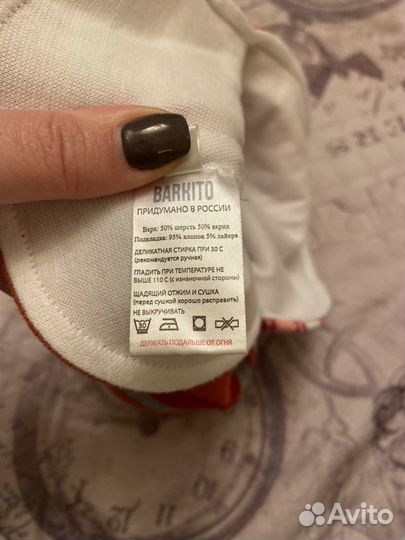 BARKITO
ПРИДУМАНО В РОССИИ
Верх: 50% шерсть 50% акрил
Подкладка: 95% хлопок 5% лайкра
ДЕЛИКАТНАЯ СТИРКА ПРИ 30 С
(рекомендуется ручная)
ГЛАДИТЬ ПРИ ТЕМПЕРАТУРЕ НЕ
ВЫШЕ 110 С (с изнаночной стороны)
ЩАДЯЩИЙ ОТЖИМ И СУШКА
(перед сушкой хорошо расправить)
НЕ ВЫКРУЧИВАТЬ
30
ДЕРЖАТЬ ПОДАЛЬШЕ ОТ ОГНЯ
Avito